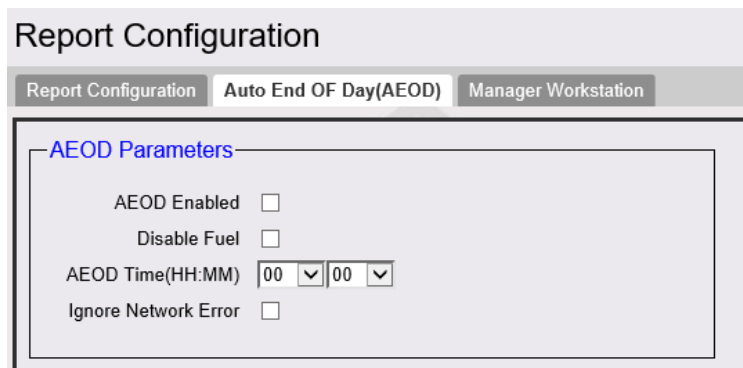 Report Configuration
Report Configuration Auto End OF Day(AEOD) Manager Workstation
AEOD Parameters
AEOD Enabled
Disable Fuel
AEOD Time(HH:MM) 00 00
Ignore Network Error